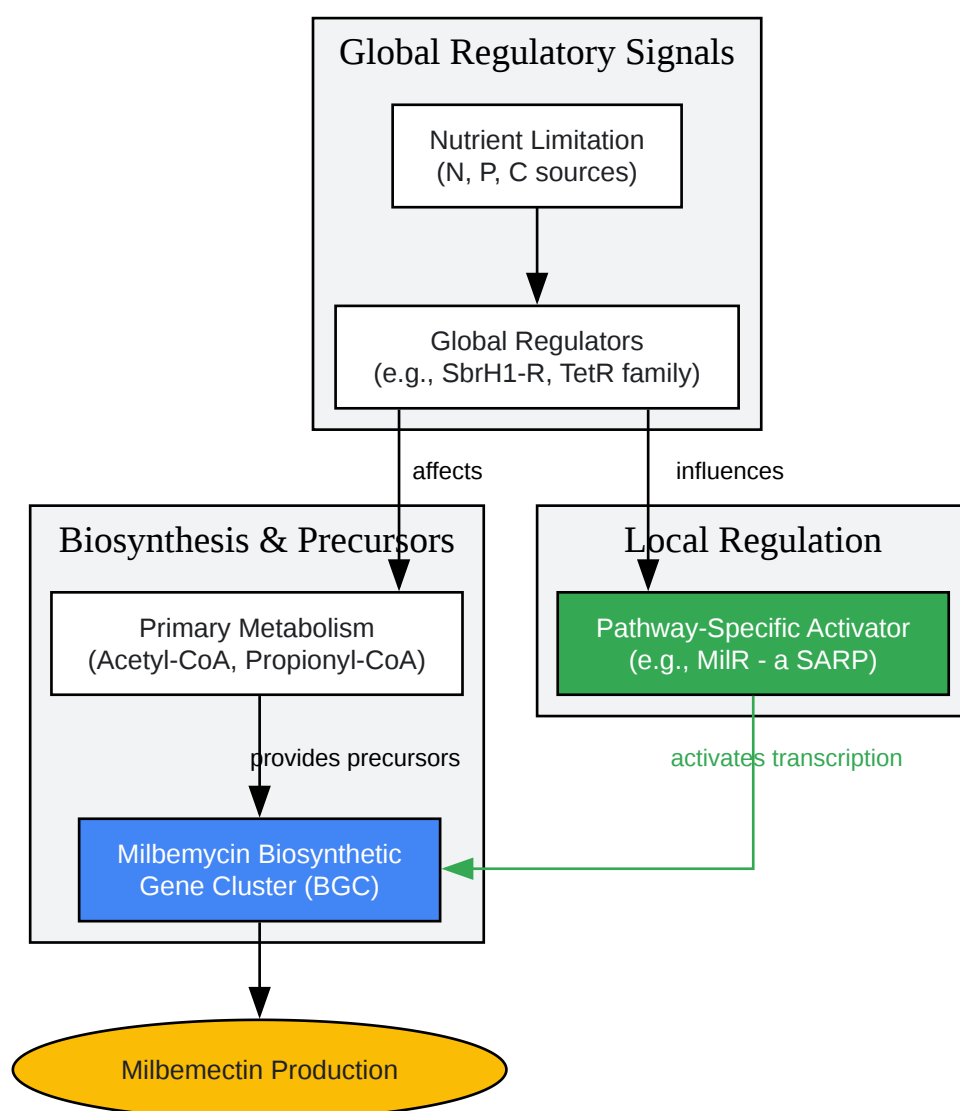 Global Regulatory Signals
Nutrient Limitation
(N, P, C sources)
Global Regulators
(e.g., SbrH1-R, TetR family)
affects
influences
Biosynthesis & Precursors
Local Regulation
Primary Metabolism
(Acetyl-CoA, Propionyl-CoA)
Pathway-Specific Activator
(e.g., MilR - a SARP)
provides precursors
activates transcription
Milbemycin Biosynthetic
Gene Cluster (BGC)
Milbemectin Production